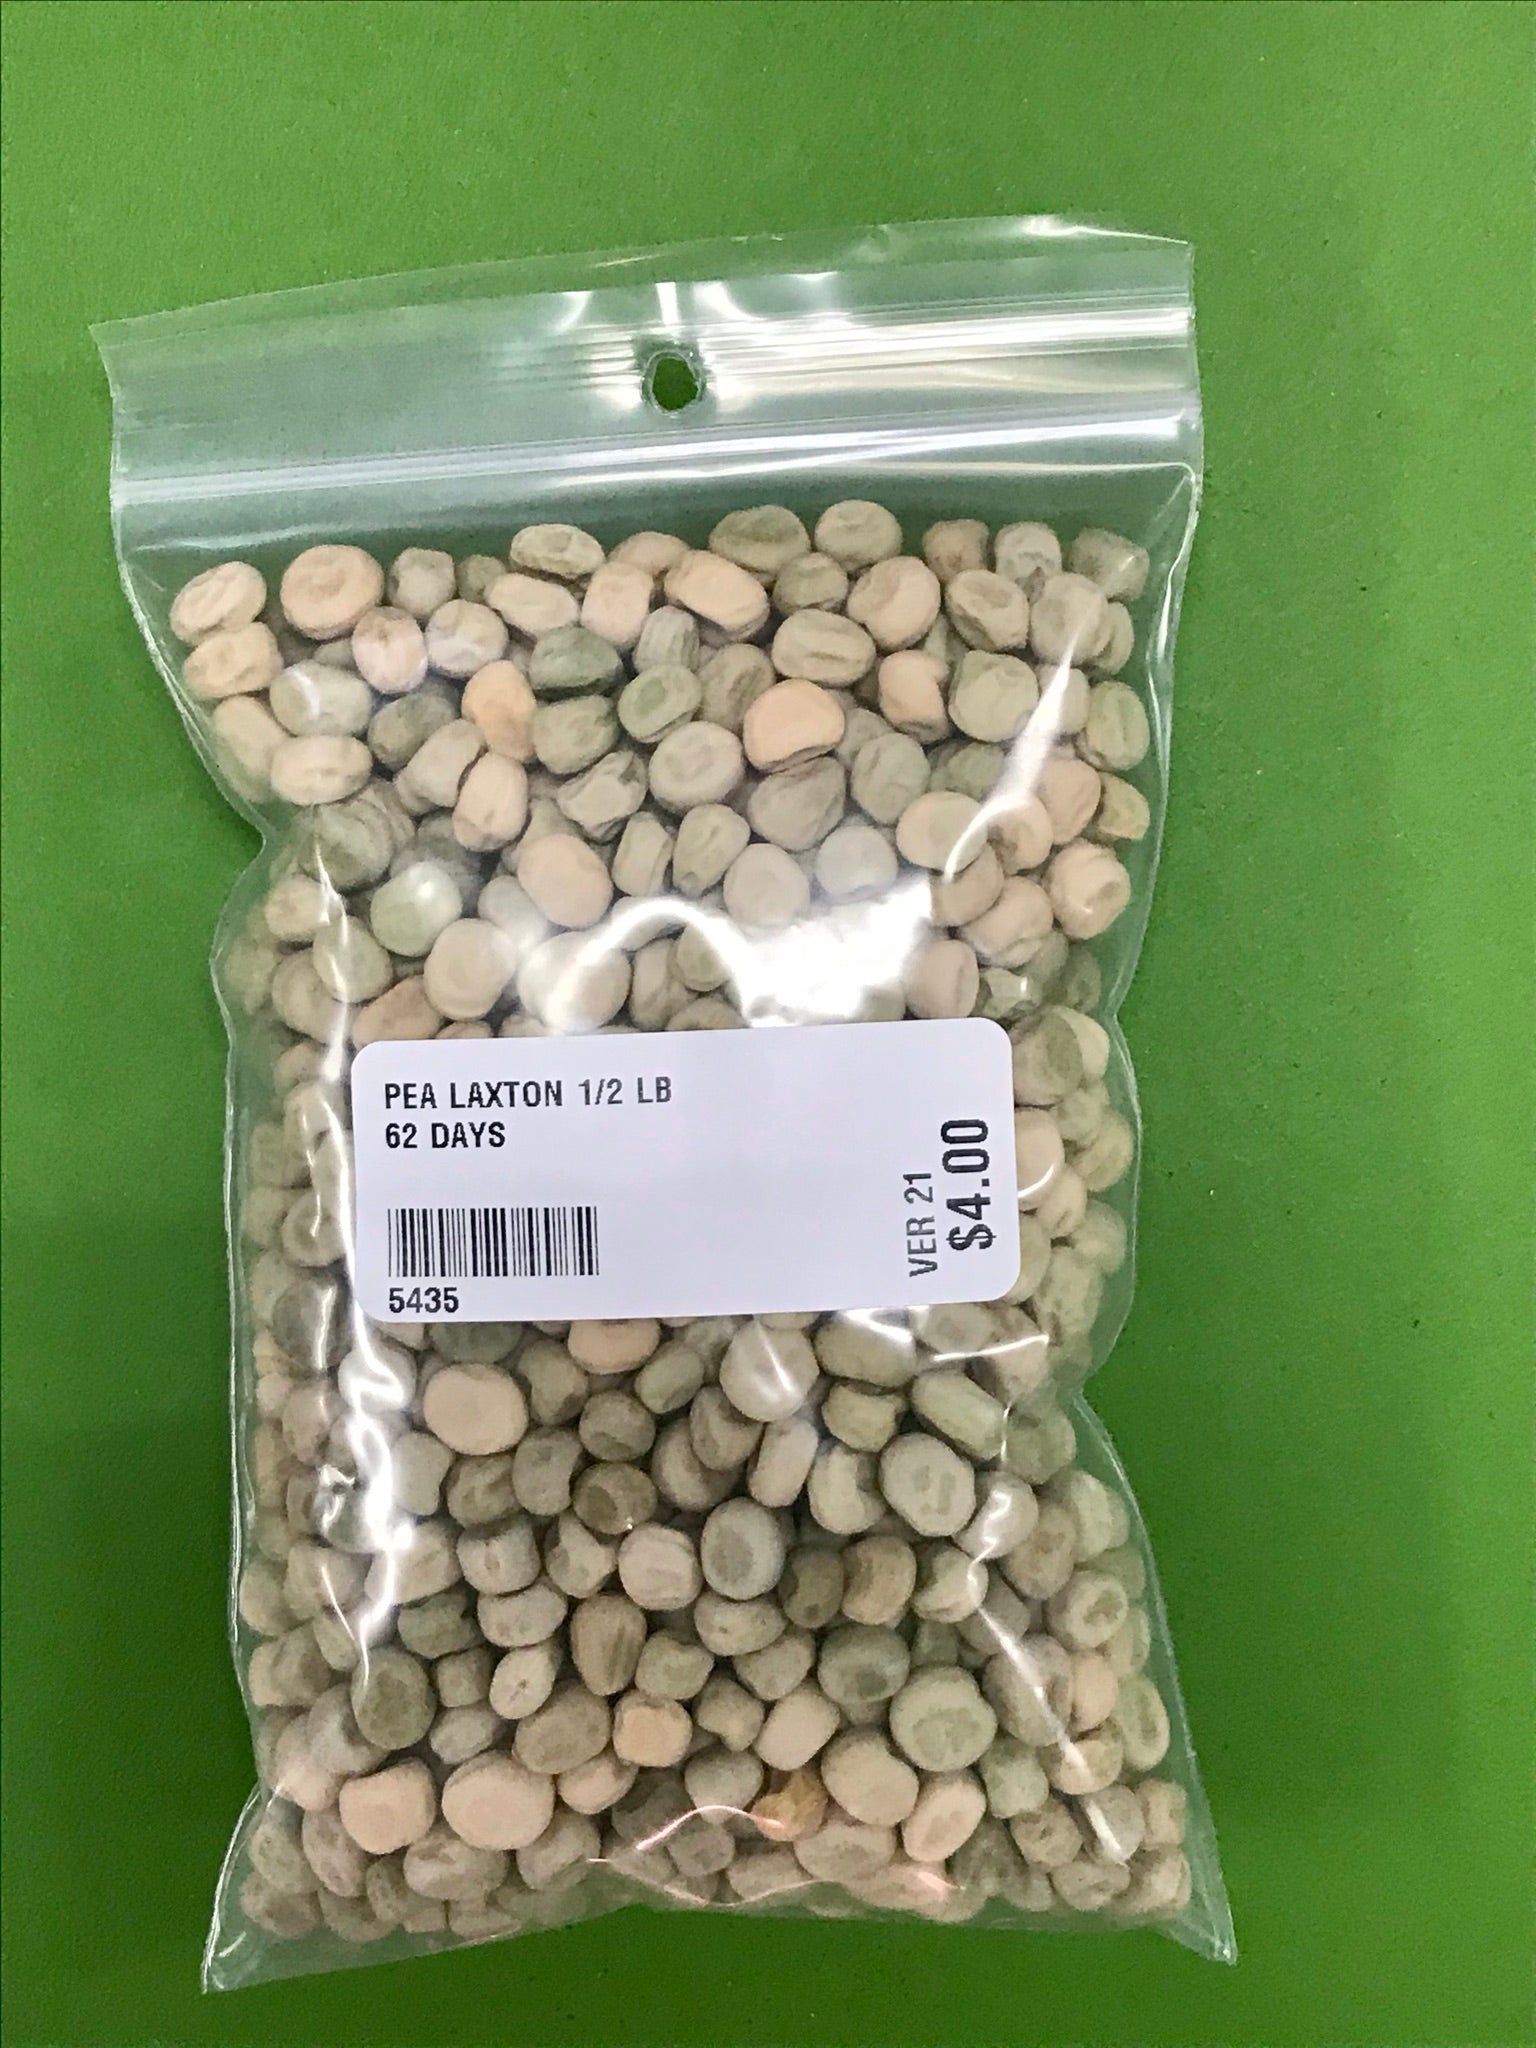 PEA LAXTON 1/2 LB
62 DAYS
5435
VER 21
$4.00